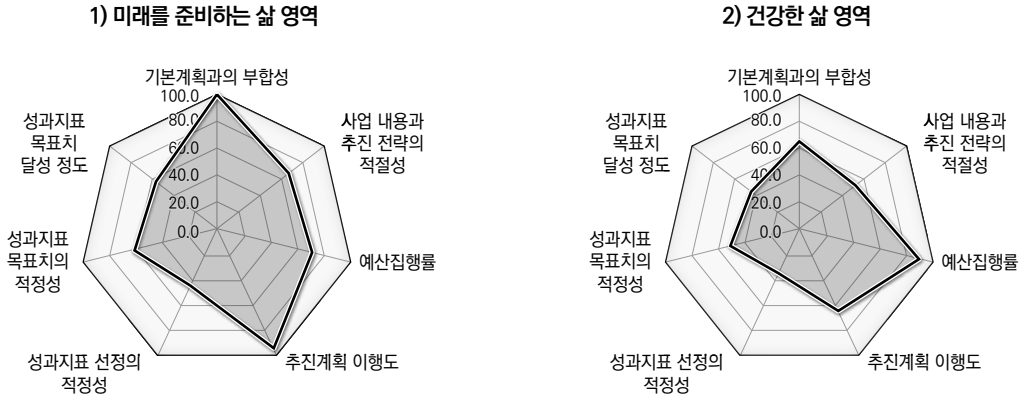 1) 미래를 준비하는 삶 영역
기본계획과의 부합성
100.0
80.0
60.0
40.0
20.0
0.0
사업 내용과
추진 전략의
적절성
예산집행률
추진계획 이행도
성과지표 선정의
적정성
성과지표
목표치의
적정성
성과지표
목표치
달성 정도
2) 건강한 삶 영역
기본계획과의 부합성
100.0
80.0
60.0
40.0
20.0
0.0
사업 내용과
추진 전략의
적절성
예산집행률
추진계획 이행도
성과지표 선정의
적정성
성과지표
목표치의
적정성
성과지표
목표치
달성 정도